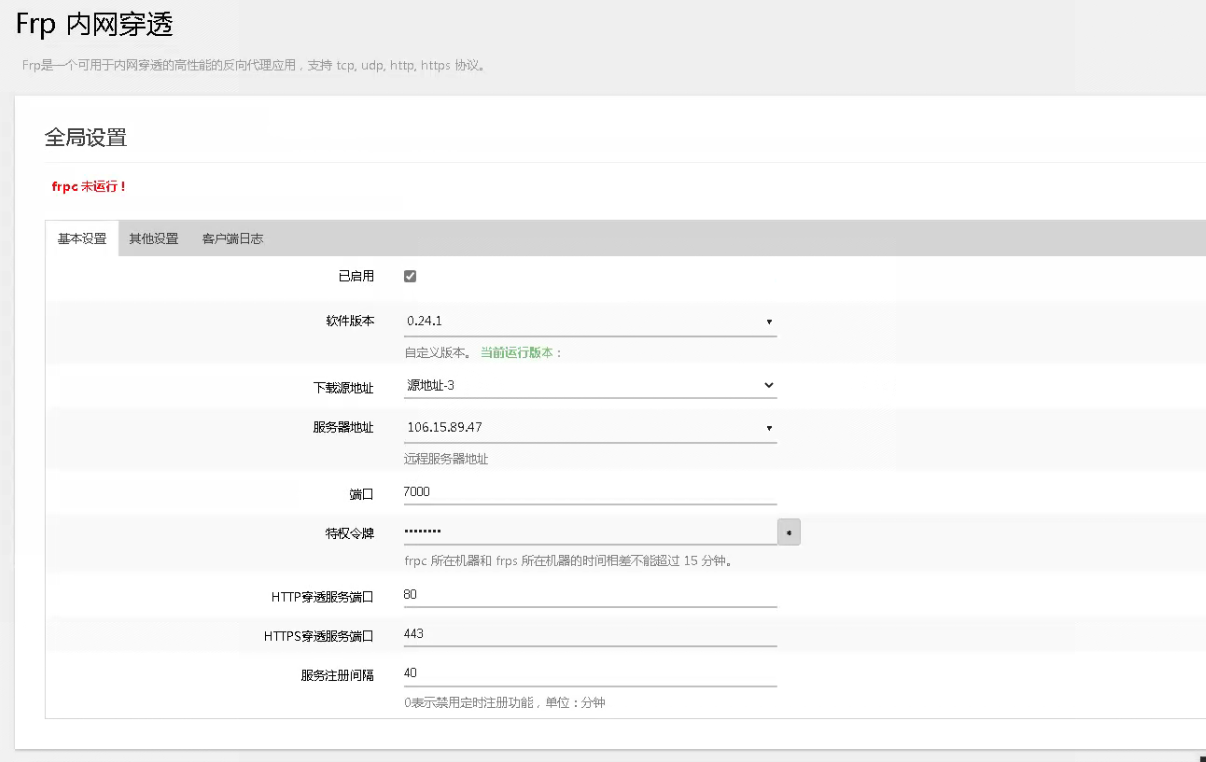 Frp 内网穿透
Frp是一个可用于内网穿透的高性能的反向代理应用，支持 tcp, udp, http, https 协议。
全局设置
frpc 未运行！
基本设置 其他设置 客户端日志
已启用
软件版本 0.24.1
自定义版本。 当前运行版本：
下载源地址 源地址-3
服务器地址 106.15.89.47
远程服务器地址
端口 7000
特权令牌 ••••••••
frpc 所在机器和 frps 所在机器的时间相差不能超过 15 分钟。
HTTP穿透服务端口 80
HTTPS穿透服务端口 443
服务注册间隔 40
0表示禁用定时注册功能，单位：分钟